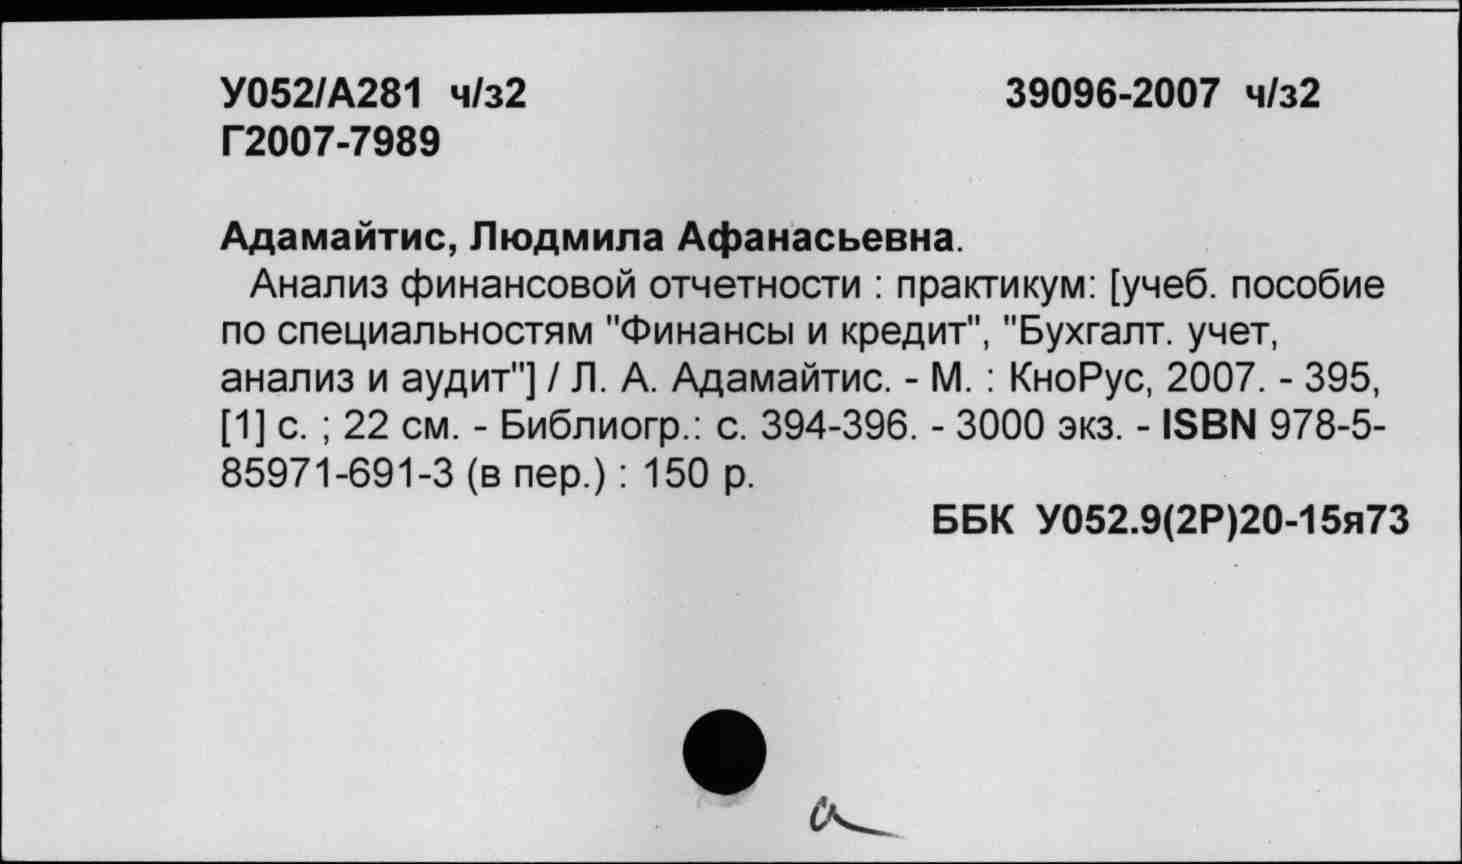 У052/А281 ч/з2 39096-2007 ч/з2
Г2007-7989
Адамайтис, Людмила Афанасьевна.
Анализ финансовой отчетности : практикум: [учеб. пособие
по специальностям "Финансы и кредит", "Бухгалт. учет,
анализ и аудит"] / Л. А. Адамайтис. - М. : КноРус, 2007. - 395,
[1] с. ; 22 см. - Библиогр.: с. 394-396. - 3000 экз. - ISBN 978-5-
85971-691-3 (в пер.) : 150 р.
ББК У052.9(2Р)20-15я73